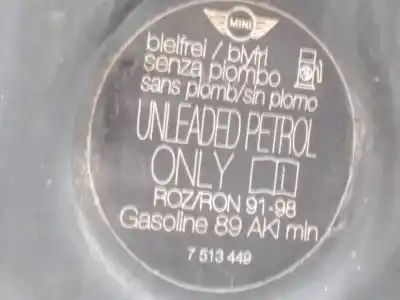 MINI
bleifrei / blyfri
senza piombo
sans plomb/sin plomo
UNLEADED PETROL
ONLY
ROZ/RON 91-98
Gasoline 89 AKI min
7 513 449